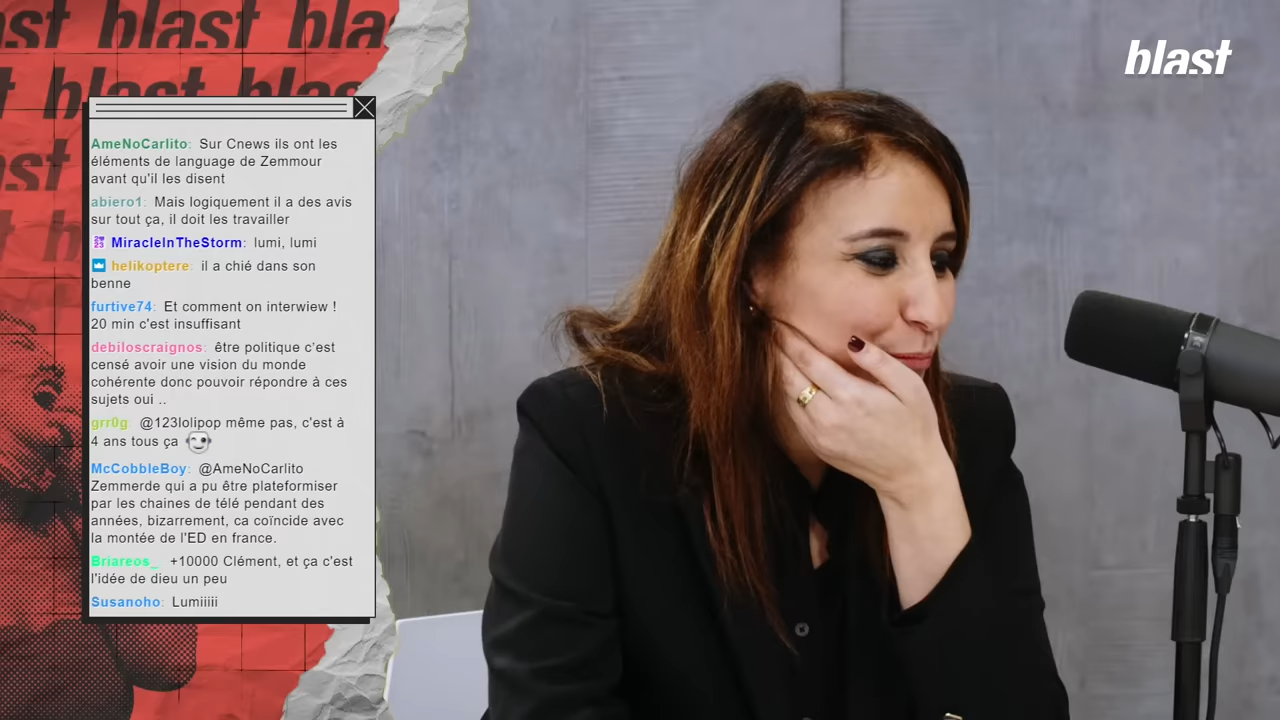 ast blast bla
t blast blast
ast
t b
blast
AmeNoCarlito: Sur Cnews ils ont les
éléments de language de Zemmour
avant qu'il les disent
abiero1: Mais logiquement il a des avis
sur tout ça, il doit les travailler
MiracleInTheStorm: lumi, lumi
helikoptere: il a chié dans son
benne
furtive74: Et comment on interwiew !
20 min c'est insuffisant
debiloscraignos: être politique c'est
censé avoir une vision du monde
cohérente donc pouvoir répondre à ces
sujets oui ..
grr0g: @123lolipop même pas, c'est à
4 ans tous ça
McCobbleBoy: @AmeNoCarlito
Zemmerde qui a pu être plateformiser
par les chaines de télé pendant des
années, bizarrement, ca coïncide avec
la montée de l'ED en france.
Briareos_ +10000 Clément, et ça c'est
l'idée de dieu un peu
Susanoho: Lumiiiii